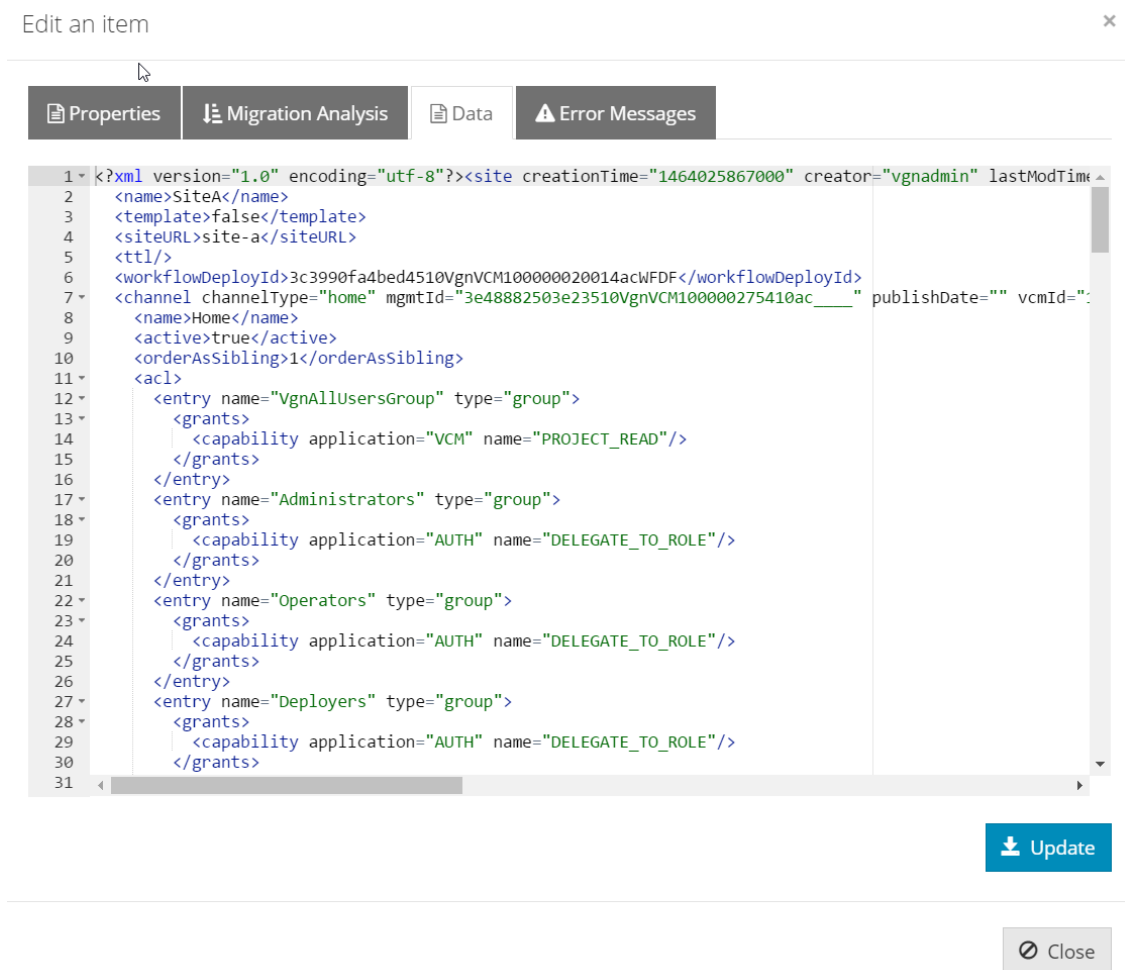 Edit an item
×
Properties
Migration Analysis
Data
Error Messages
1 <?xml version="1.0" encoding="utf-8"?><site creationTime="1464025867000" creator="vgnadmin" lastModTime
2 <name>SiteA</name>
3 <template>false</template>
4 <siteURL>site-a</siteURL>
5 <ttl/>
6 <workflowDeployId>3c3990fa4bed4510VgnVCM100000020014acWFDF</workflowDeployId>
7 <channel channelType="home" mgmtId="3e48882503e23510VgnVCM100000275410ac____" publishDate="" vcmId="
8 <name>Home</name>
9 <active>true</active>
10 <orderAsSibling>1</orderAsSibling>
11 <acl>
12 <entry name="VgnAllUsersGroup" type="group">
13 <grants>
14 <capability application="VCM" name="PROJECT_READ"/>
15 </grants>
16 </entry>
17 <entry name="Administrators" type="group">
18 <grants>
19 <capability application="AUTH" name="DELEGATE_TO_ROLE"/>
20 </grants>
21 </entry>
22 <entry name="Operators" type="group">
23 <grants>
24 <capability application="AUTH" name="DELEGATE_TO_ROLE"/>
25 </grants>
26 </entry>
27 <entry name="Deployers" type="group">
28 <grants>
29 <capability application="AUTH" name="DELEGATE_TO_ROLE"/>
30 </grants>
31
Update
Close